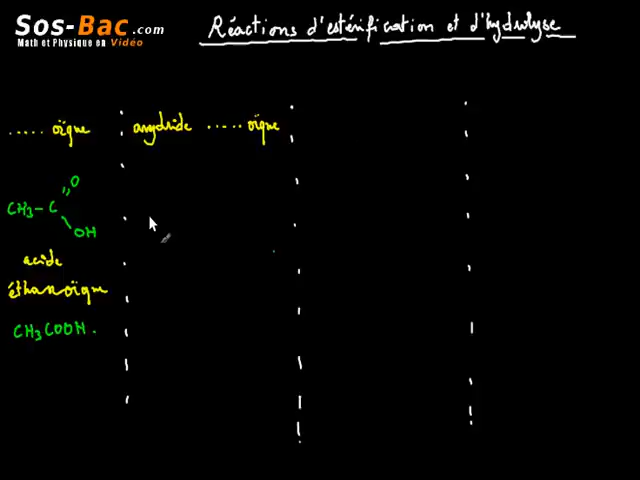 Sos-Bac.com
Math et Physique en Vidéo
Réactions d'estérification et d'hydrolyse
..... oïque
anydride ..... oïque
O
CH3-C
OH
acide
éthanoïque
CH3COOH.